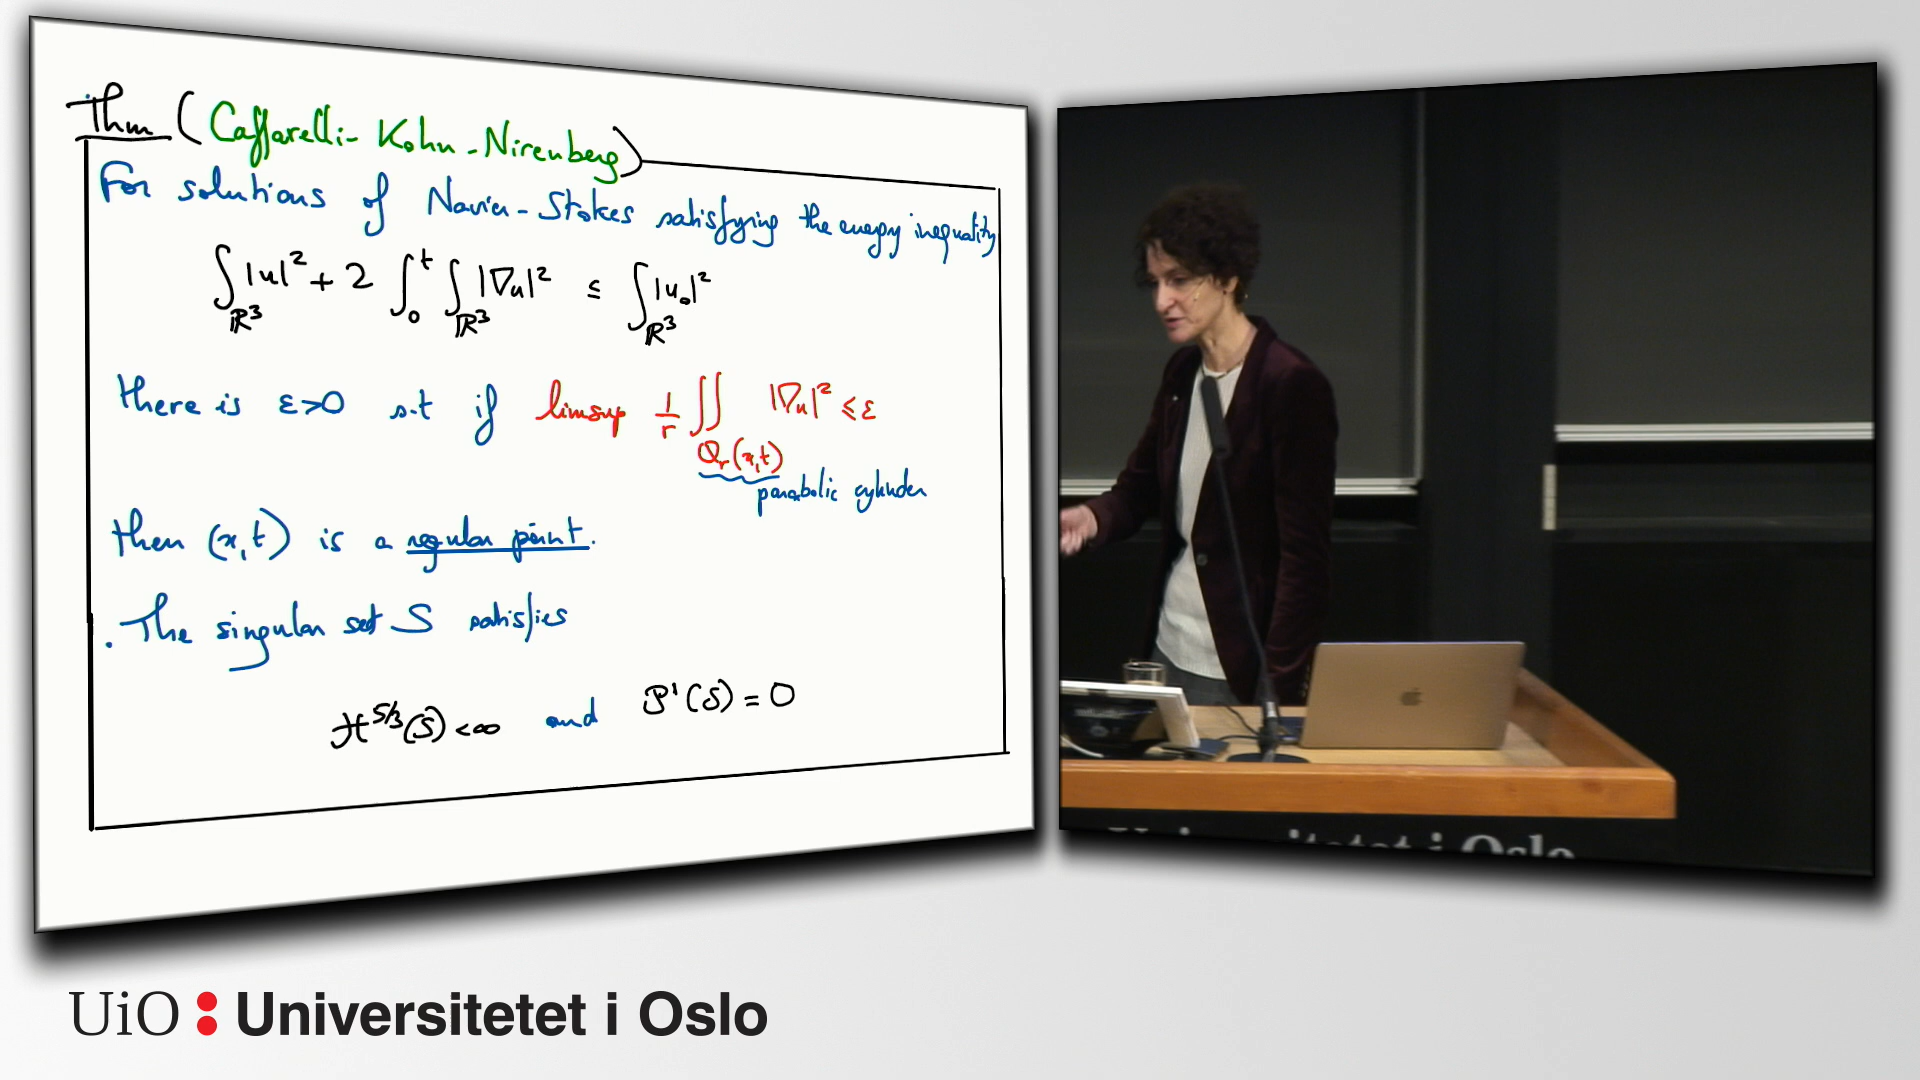 Thm (Caffarelli-Kohn-Nirenberg)
For solutions of Navier-Stokes satisfying the energy inequality
∫_{ℝ³} |u|² + 2 ∫₀ᵗ ∫_{ℝ³} |∇u|² ≤ ∫_{ℝ³} |u₀|²
there is ε>0 s.t if limsup 1/r ∬_{Q_r(x,t)} |∇u|² ≤ ε
parabolic cylinder
then (x,t) is a regular point.
. The singular set S satisfies
ℋ^{5/3}(S) < ∞ and 𝒫¹(S) = 0
Universitetet i Oslo
UiO : Universitetet i Oslo